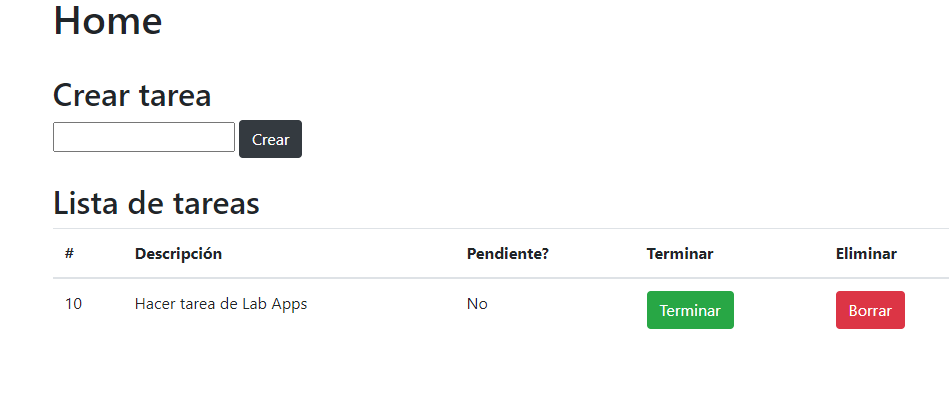 Home
Crear tarea
Crear
Lista de tareas
# Descripción Pendiente? Terminar Eliminar
10 Hacer tarea de Lab Apps No Terminar Borrar